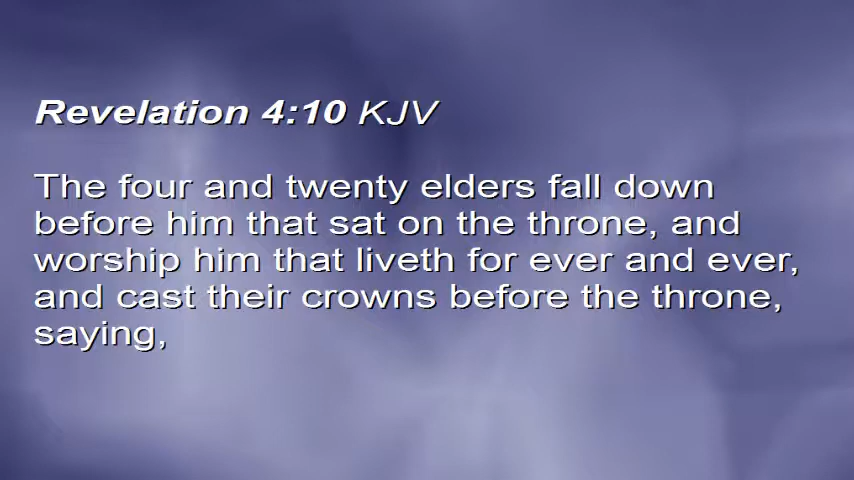 Revelation 4:10 KJV
The four and twenty elders fall down
before him that sat on the throne, and
worship him that liveth for ever and ever,
and cast their crowns before the throne,
saying,